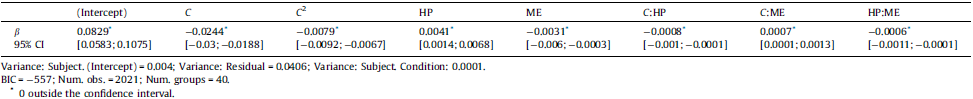 (Intercept) C C² HP ME C:HP C:ME HP:ME
β 0.0829* −0.0244* −0.0079* 0.0041* −0.0031* −0.0008* 0.0007* −0.0006*
95% CI [0.0583; 0.1075] [−0.03; −0.0188] [−0.0092; −0.0067] [0.0014; 0.0068] [−0.006; −0.0003] [−0.001; −0.0001] [0.0001; 0.0013] [−0.0011; −0.0001]
Variance: Subject. (Intercept) = 0.004; Variance: Residual = 0.0406; Variance: Subject. Condition: 0.0001.
BIC = −557; Num. obs. = 2021; Num. groups = 40.
* 0 outside the confidence interval.